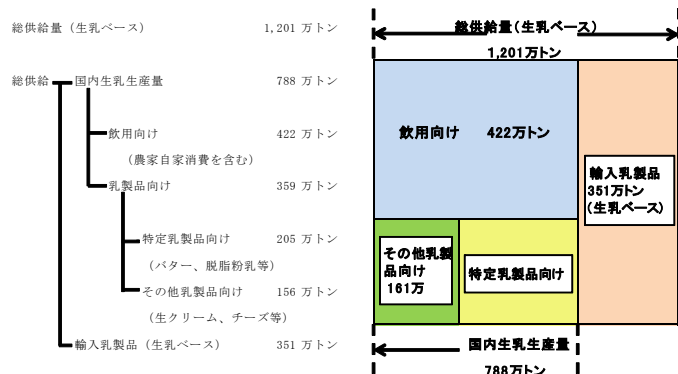 総供給量（生乳ベース） 1,201 万トン
総供給 国内生乳生産量 788 万トン
飲用向け 422 万トン
（農家自家消費を含む）
乳製品向け 359 万トン
特定乳製品向け 205 万トン
（バター、脱脂粉乳等）
その他乳製品向け 156 万トン
（生クリーム、チーズ等）
輸入乳製品（生乳ベース） 351 万トン
総供給量（生乳ベース）
1,201万トン
飲用向け 422万トン
輸入乳製品
351万トン
(生乳ベース)
その他乳製
品向け
161万
特定乳製品向け
国内生乳生産量
788万トン